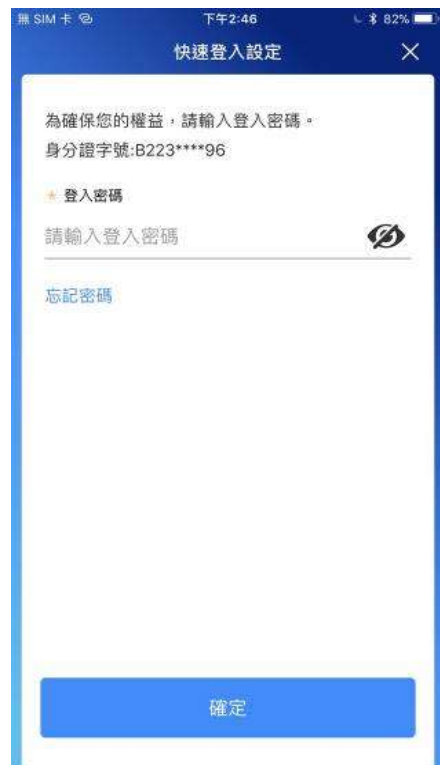 無 SIM 卡 下午2:46 82%
快速登入設定
為確保您的權益，請輸入登入密碼。
身分證字號:B223****96
* 登入密碼
請輸入登入密碼
忘記密碼
確定